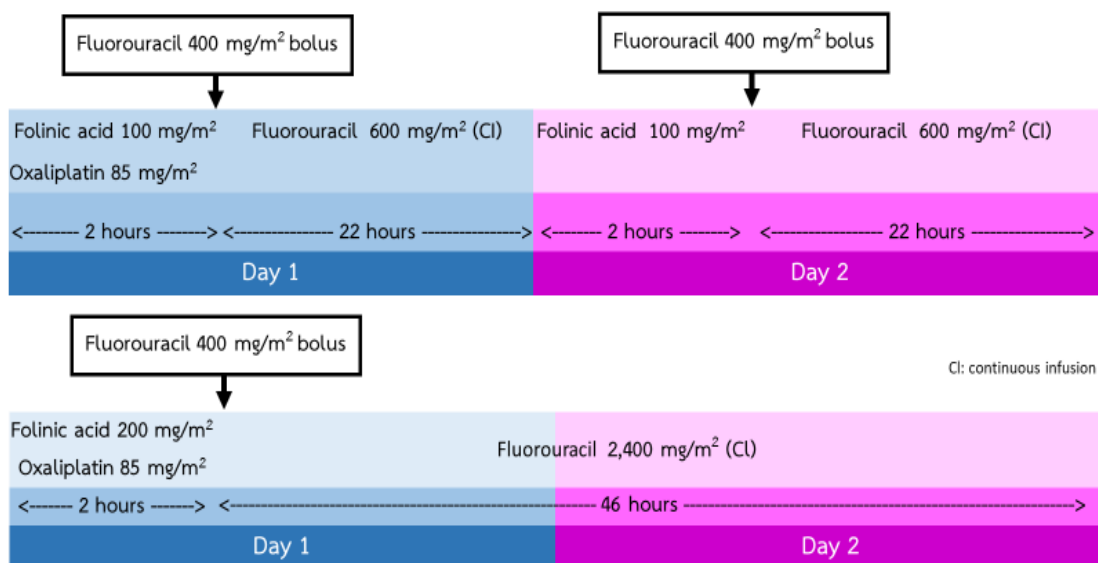 Fluorouracil 400 mg/m² bolus
Fluorouracil 400 mg/m² bolus
Folinic acid 100 mg/m²
Fluorouracil 600 mg/m² (CI)
Folinic acid 100 mg/m²
Fluorouracil 600 mg/m² (CI)
Oxaliplatin 85 mg/m²
<--------- 2 hours --------> <----------------- 22 hours ----------------->
<-------- 2 hours --------> <------------------- 22 hours ------------------->
Day 1
Day 2
Fluorouracil 400 mg/m² bolus
CI: continuous infusion
Folinic acid 200 mg/m²
Oxaliplatin 85 mg/m²
Fluorouracil 2,400 mg/m² (CI)
<------- 2 hours -------> <---------------------------------- 46 hours ---------------------------------->
Day 1
Day 2